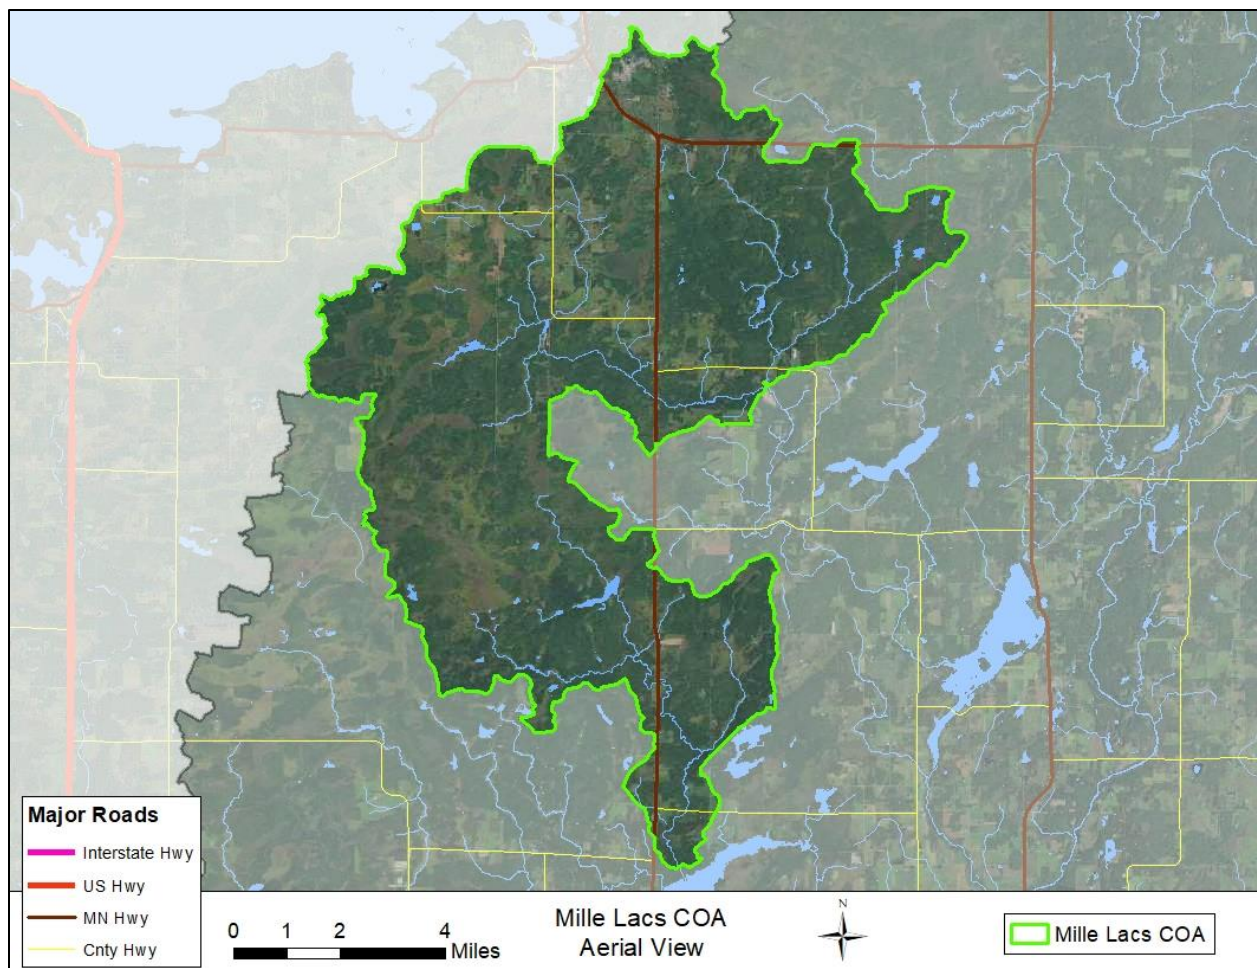 Major Roads
Interstate Hwy
US Hwy
MN Hwy
Cnty Hwy
0 1 2 4
Miles
Mille Lacs COA
Aerial View
N
Mille Lacs COA